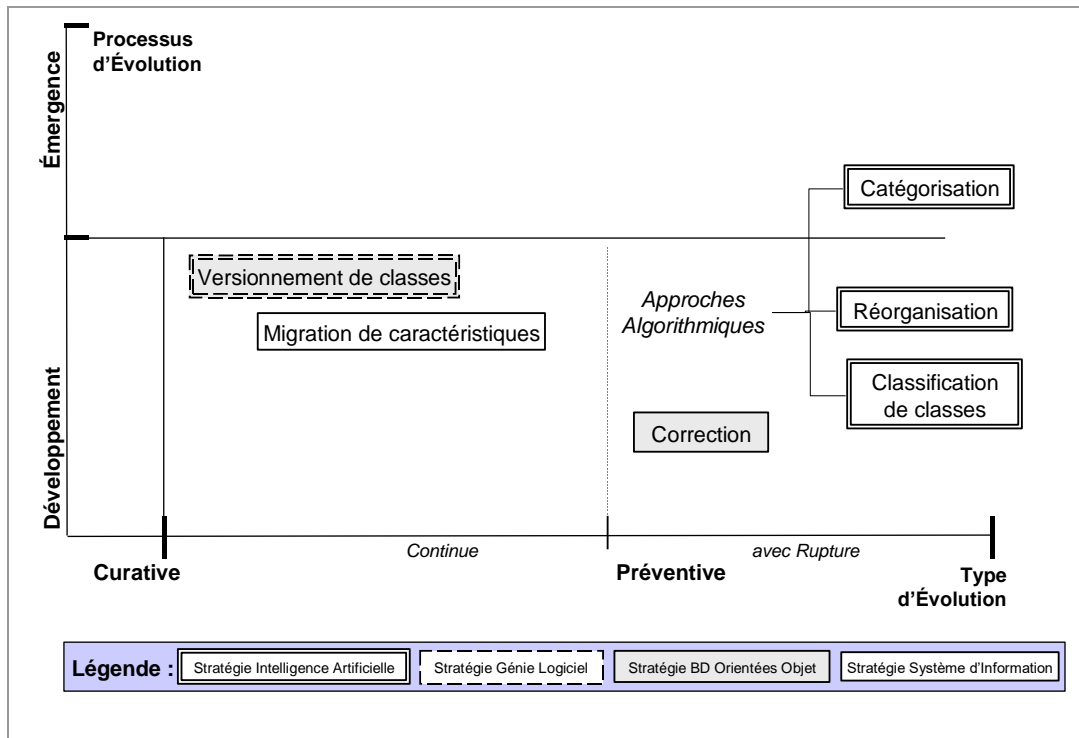 Processus
d'Évolution
Émergence
Développement
Catégorisation
Versionnement de classes
Migration de caractéristiques
Approches
Algorithmiques
Réorganisation
Classification
de classes
Correction
Continue
avec Rupture
Curative
Préventive
Type
d'Évolution
Légende :
Stratégie Intelligence Artificielle
Stratégie Génie Logiciel
Stratégie BD Orientées Objet
Stratégie Système d'Information